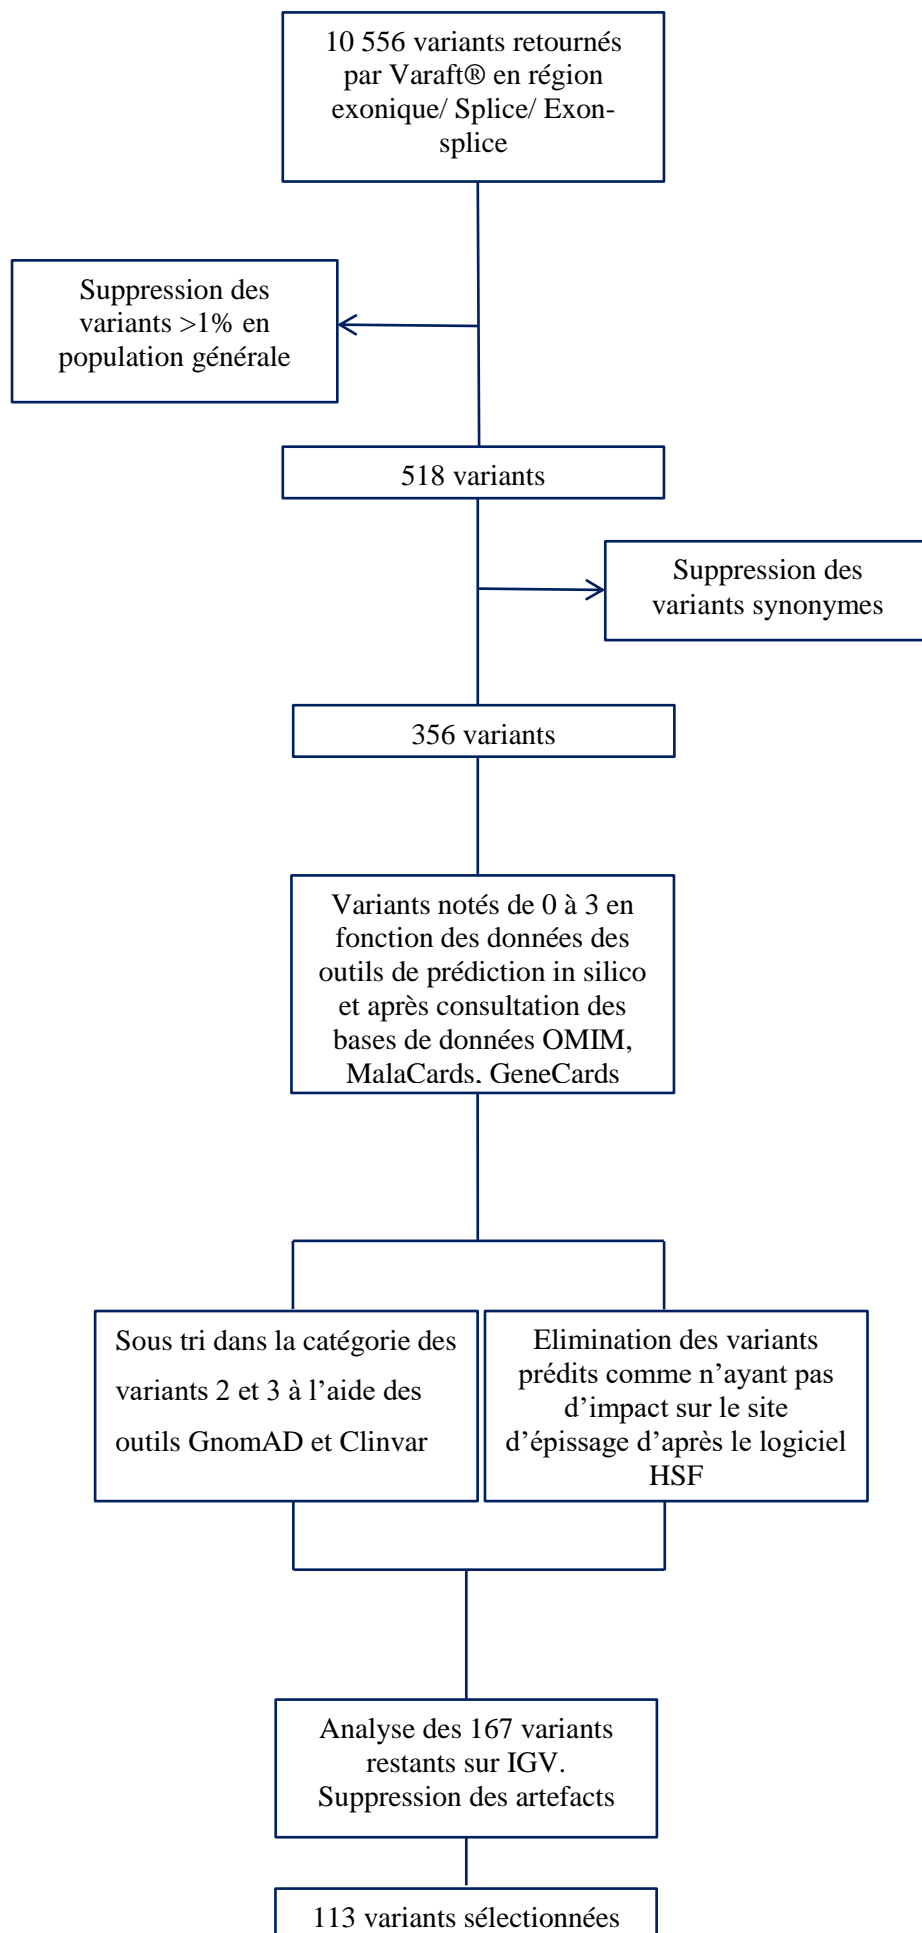 10 556 variants retournés
par Varaft® en région
exonique/ Splice/ Exon-
splice
Suppression des
variants >1% en
population générale
518 variants
Suppression des
variants synonymes
356 variants
Variants notés de 0 à 3 en
fonction des données des
outils de prédiction in silico
et après consultation des
bases de données OMIM,
MalaCards, GeneCards
Sous tri dans la catégorie des
variants 2 et 3 à l’aide des
outils GnomAD et Clinvar
Elimination des variants
prédits comme n’ayant pas
d’impact sur le site
d’épissage d’après le logiciel
HSF
Analyse des 167 variants
restants sur IGV.
Suppression des artefacts
113 variants sélectionnées